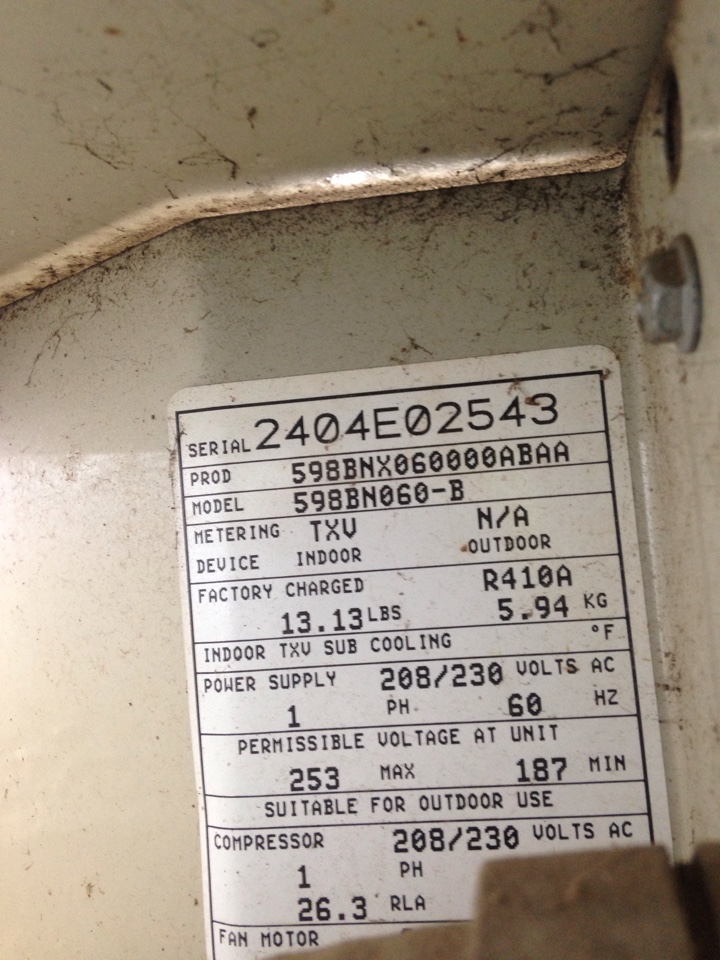 SERIAL 2404E02543
PROD 598BNX060000ABAA
MODEL 598BN060-B
METERING TXV N/A
DEVICE INDOOR OUTDOOR
FACTORY CHARGED R410A
13.13 LBS 5.94 KG
INDOOR TXV SUB COOLING °F
POWER SUPPLY 208/230 VOLTS AC
1 PH 60 HZ
PERMISSIBLE VOLTAGE AT UNIT
253 MAX 187 MIN
SUITABLE FOR OUTDOOR USE
COMPRESSOR 208/230 VOLTS AC
1 PH
26.3 RLA
FAN MOTOR